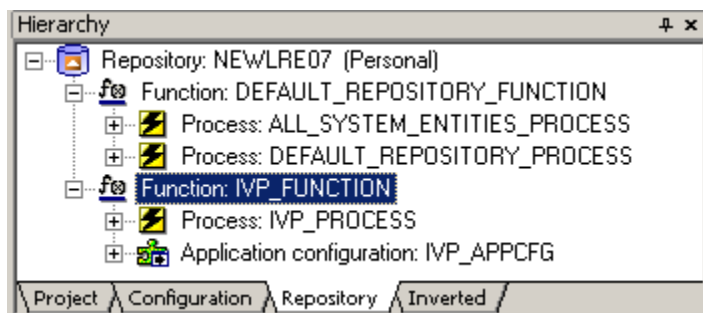 Hierarchy
Repository: NEWLRE07 (Personal)
Function: DEFAULT_REPOSITORY_FUNCTION
Process: ALL_SYSTEM_ENTITIES_PROCESS
Process: DEFAULT_REPOSITORY_PROCESS
Function: IVP_FUNCTION
Process: IVP_PROCESS
Application configuration: IVP_APPCFG
Project Configuration Repository Inverted